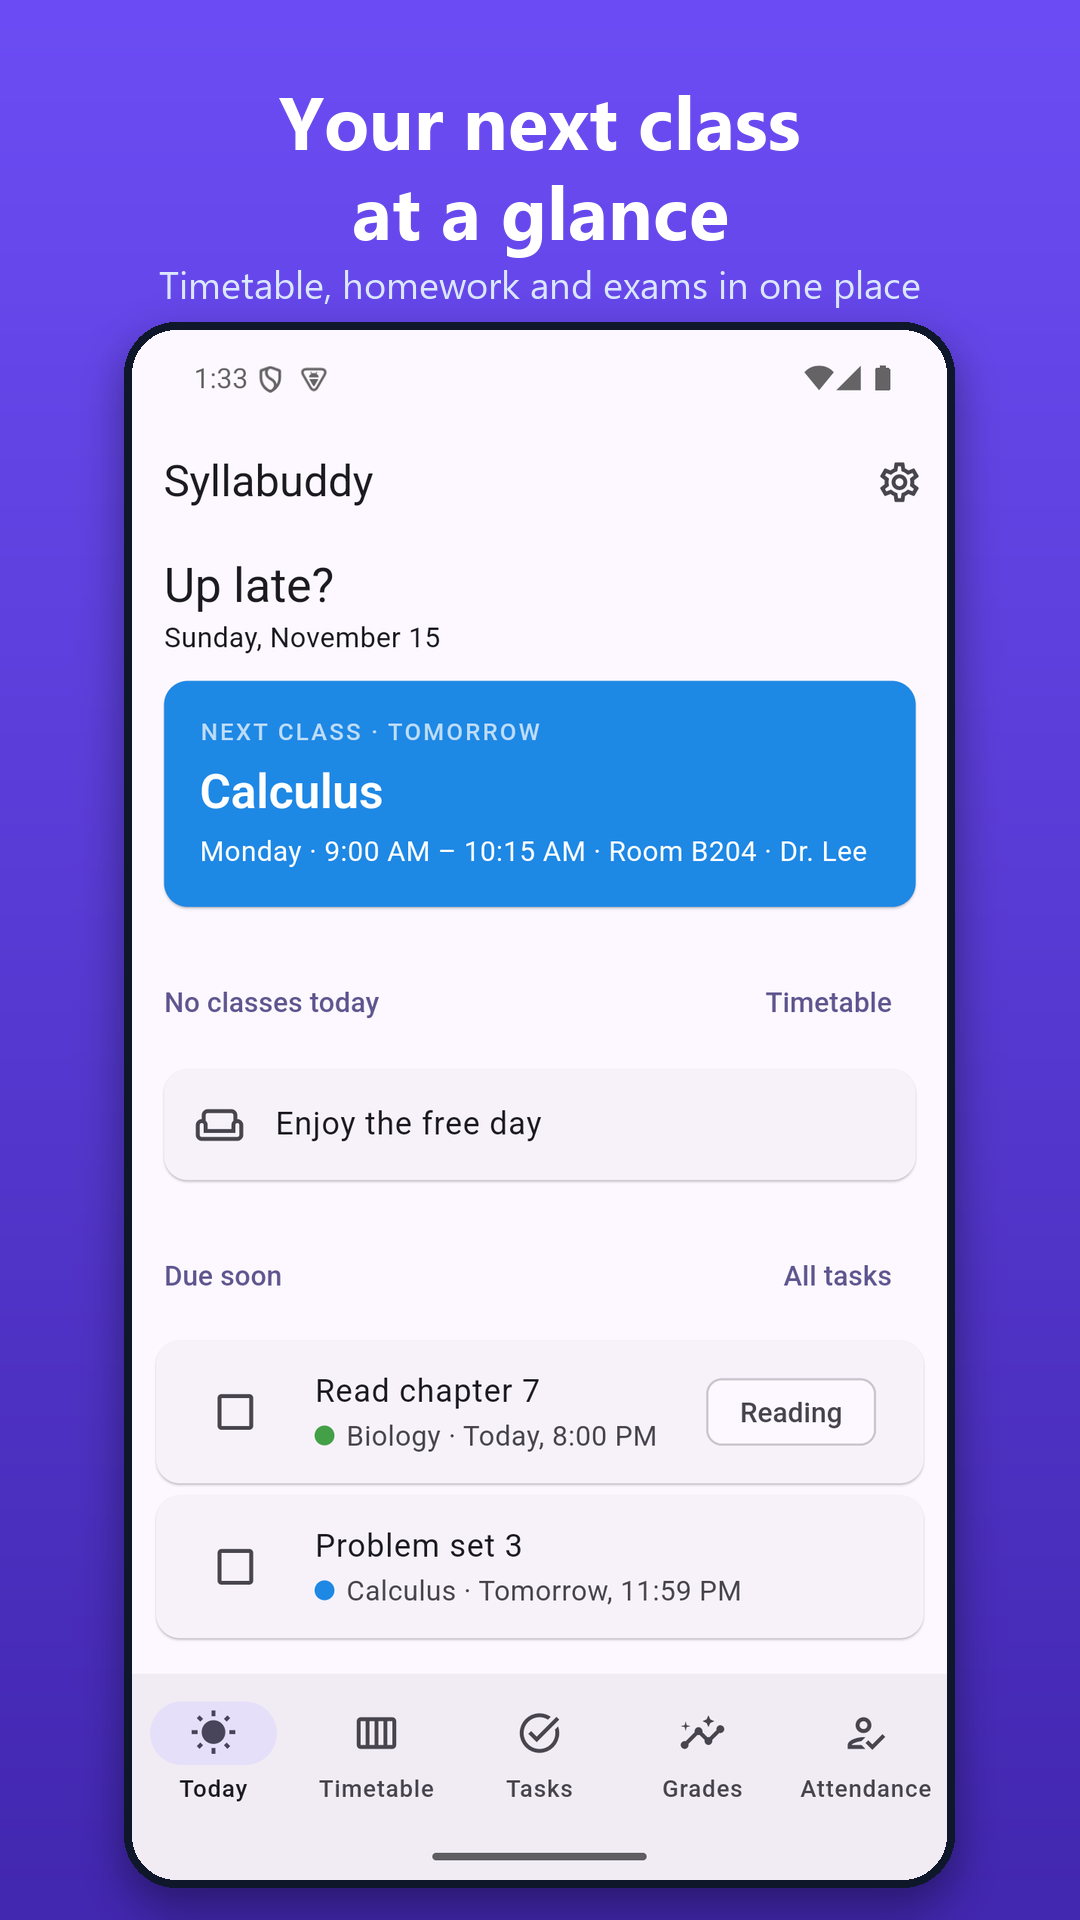 Your next class
at a glance
Timetable, homework and exams in one place
1:33
Syllabuddy
Up late?
Sunday, November 15
NEXT CLASS · TOMORROW
Calculus
Monday · 9:00 AM – 10:15 AM · Room B204 · Dr. Lee
No classes today Timetable
Enjoy the free day
Due soon All tasks
Read chapter 7
Biology · Today, 8:00 PM
Reading
Problem set 3
Calculus · Tomorrow, 11:59 PM
Today Timetable Tasks Grades Attendance